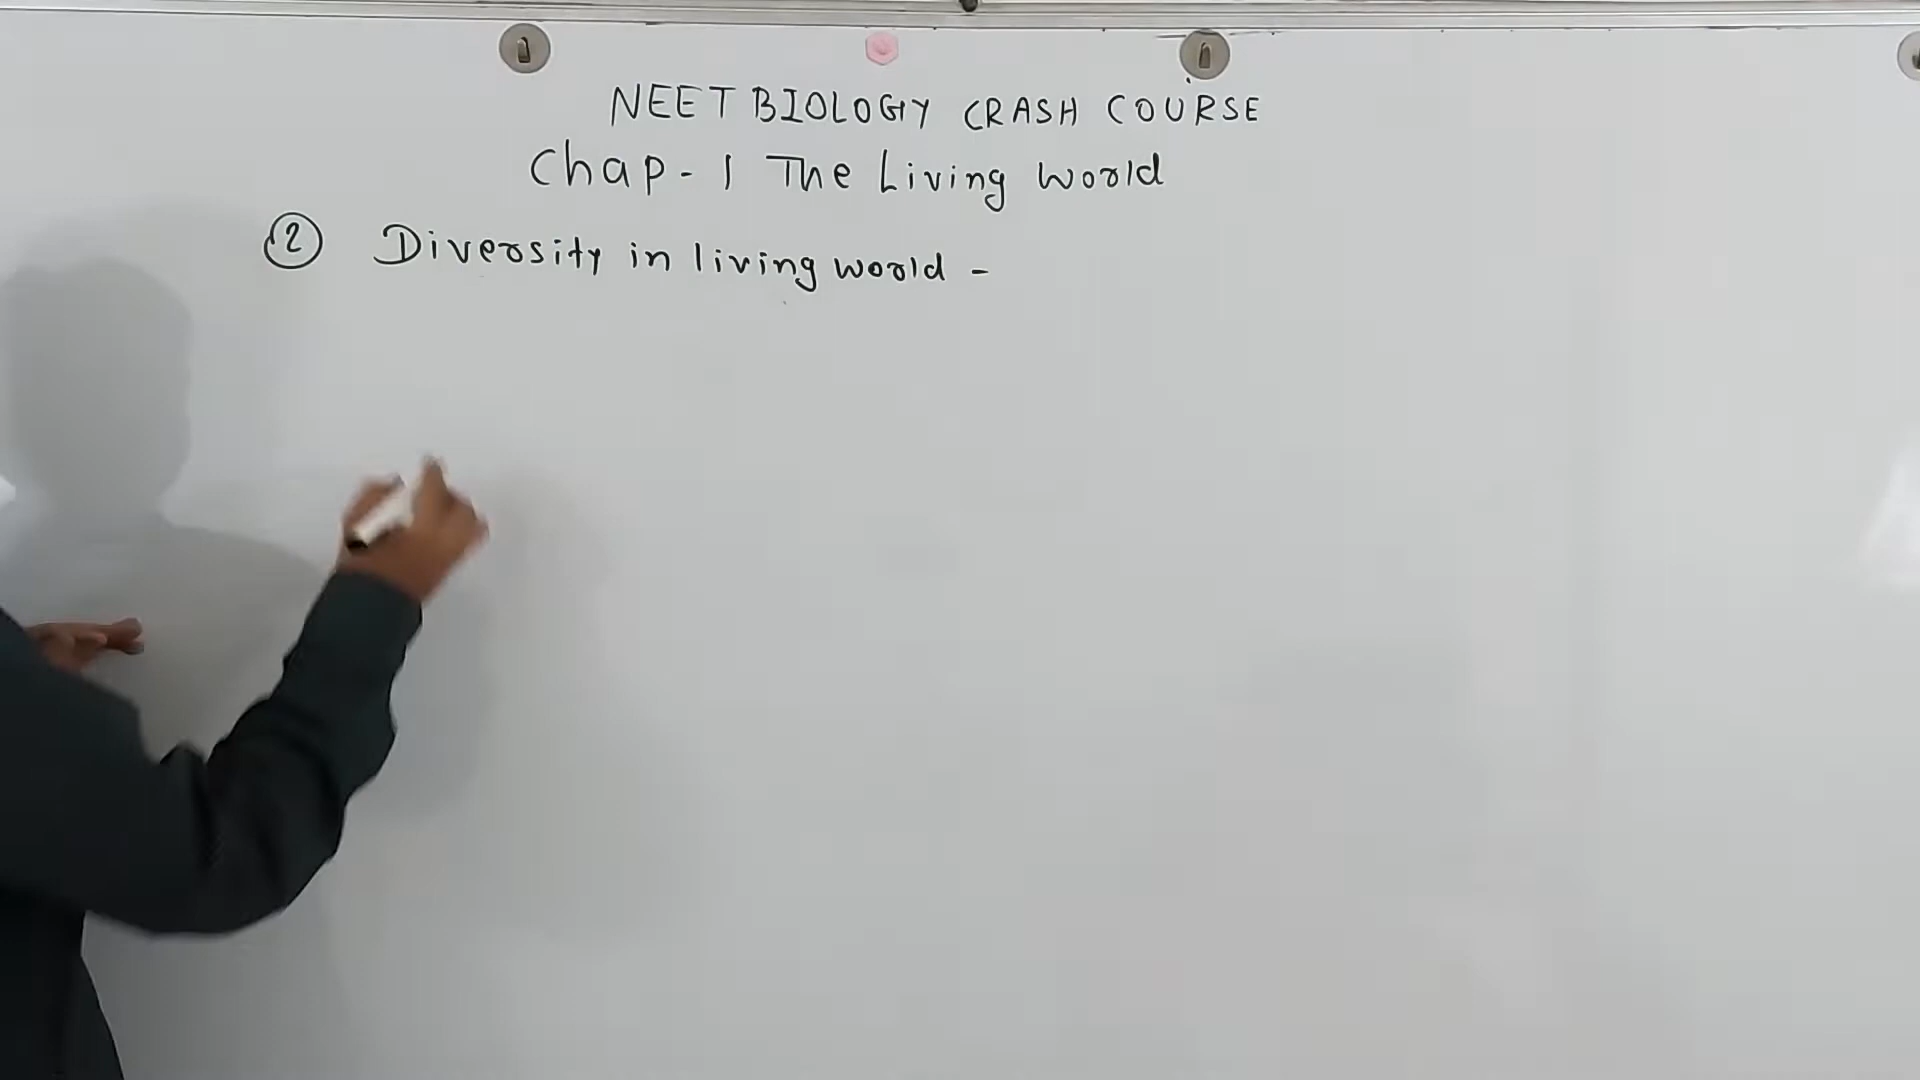 NEET BIOLOGY CRASH COURSE
Chap - 1 The Living World
② Diversity in living world -